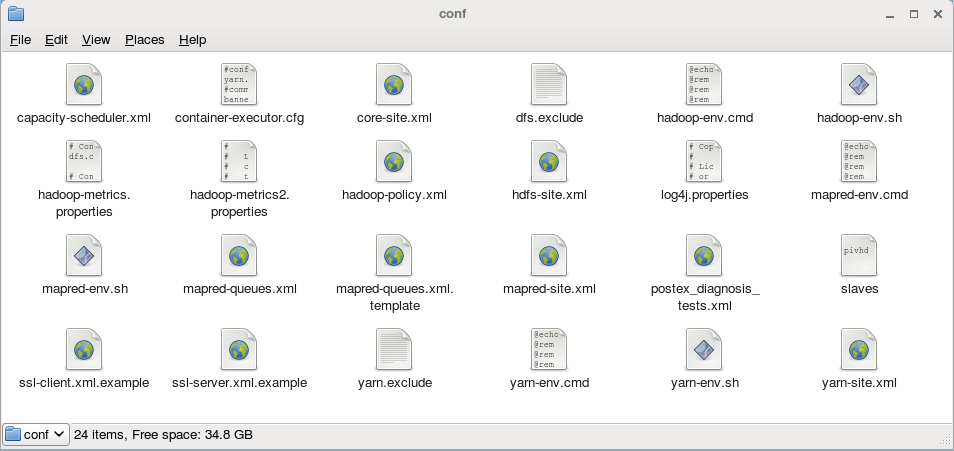 conf
File Edit View Places Help
#conf
yarn.
#comm
banne
@echo
@rem
@rem
@rem
capacity-scheduler.xml container-executor.cfg core-site.xml dfs.exclude hadoop-env.cmd hadoop-env.sh
# Con
dfs.c
# Con
#
# L
c
# t
# Cop
#
# Lic
# or
@echo
@rem
@rem
@rem
hadoop-metrics.properties hadoop-metrics2.properties hadoop-policy.xml hdfs-site.xml log4j.properties mapred-env.cmd
pivhd
mapred-env.sh mapred-queues.xml mapred-queues.xml.template mapred-site.xml postex_diagnosis_tests.xml slaves
@echo
@rem
@rem
@rem
ssl-client.xml.example ssl-server.xml.example yarn.exclude yarn-env.cmd yarn-env.sh yarn-site.xml
conf 24 items, Free space: 34.8 GB